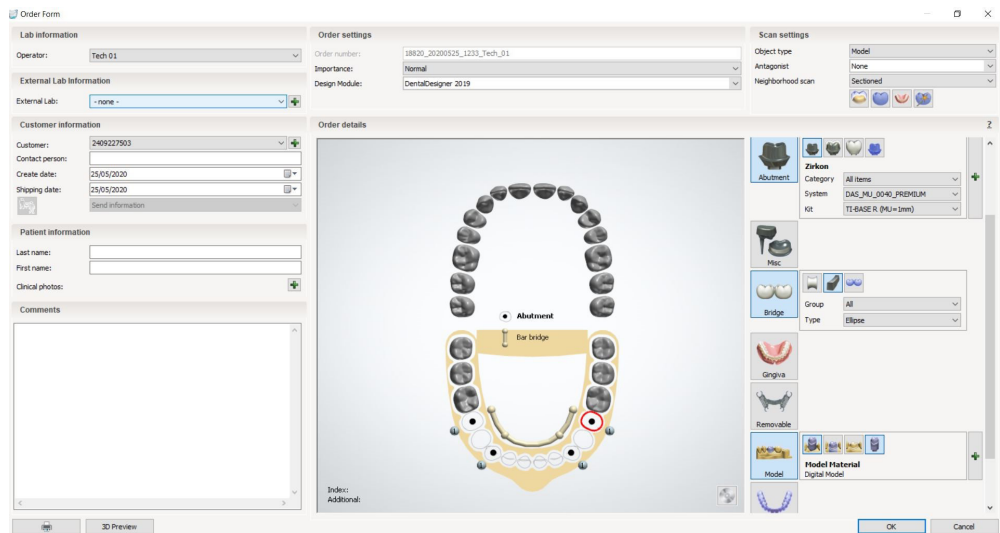 Order Form
Lab information
Operator: Tech 01
External Lab Information
External Lab: - none -
Customer information
Customer: 2409227503
Contact person:
Create date: 25/05/2020
Shipping date: 25/05/2020
Send information
Patient information
Last name:
First name:
Clinical photos:
Comments
3D Preview
Order settings
Order number: 18820_20200525_1233_Tech_01
Importance: Normal
Design Module: DentalDesigner 2019
Order details
Abutment
Bar bridge
Index:
Additional:
Scan settings
Object type Model
Antagonist None
Neighborhood scan Sectioned
?
Abutment
Zirkon
Category All items
System DAS_MU_0040_PREMIUM
Kit TI-BASE R (MU=1mm)
Misc
Bridge
Group All
Type Ellipse
Gingiva
Removable
Model
Model Material
Digital Model
OK Cancel